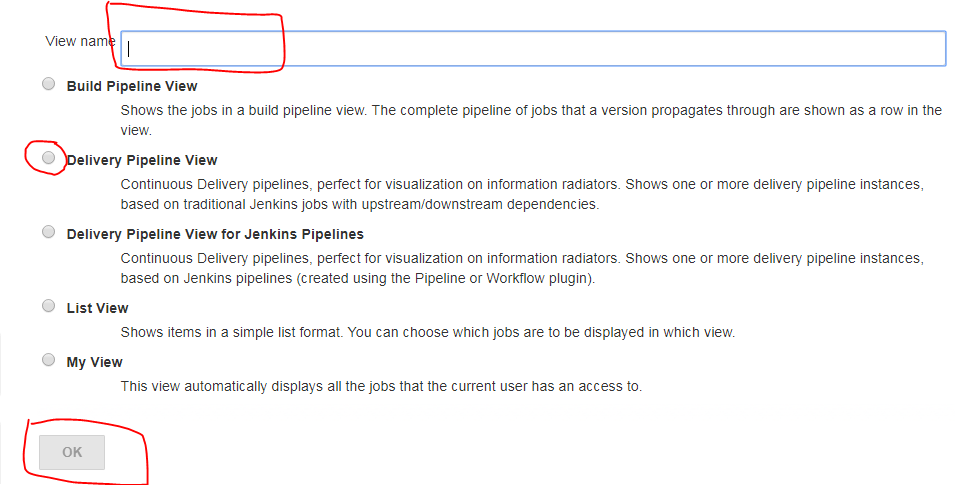 View name
Build Pipeline View
Shows the jobs in a build pipeline view. The complete pipeline of jobs that a version propagates through are shown as a row in the
view.
Delivery Pipeline View
Continuous Delivery pipelines, perfect for visualization on information radiators. Shows one or more delivery pipeline instances,
based on traditional Jenkins jobs with upstream/downstream dependencies.
Delivery Pipeline View for Jenkins Pipelines
Continuous Delivery pipelines, perfect for visualization on information radiators. Shows one or more delivery pipeline instances,
based on Jenkins pipelines (created using the Pipeline or Workflow plugin).
List View
Shows items in a simple list format. You can choose which jobs are to be displayed in which view.
My View
This view automatically displays all the jobs that the current user has an access to.
OK